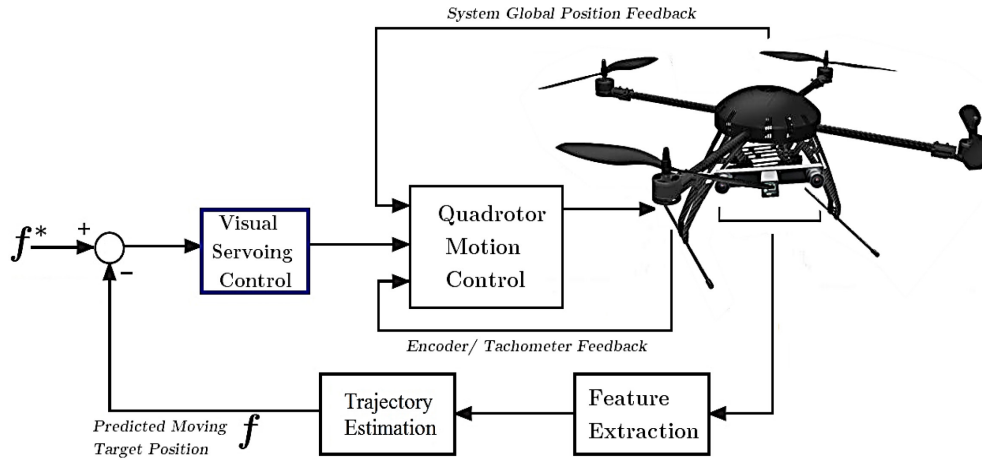 System Global Position Feedback
f*
+
−
Visual
Servoing
Control
Quadrotor
Motion
Control
Encoder/ Tachometer Feedback
Predicted Moving
Target Position
f
Trajectory
Estimation
Feature
Extraction